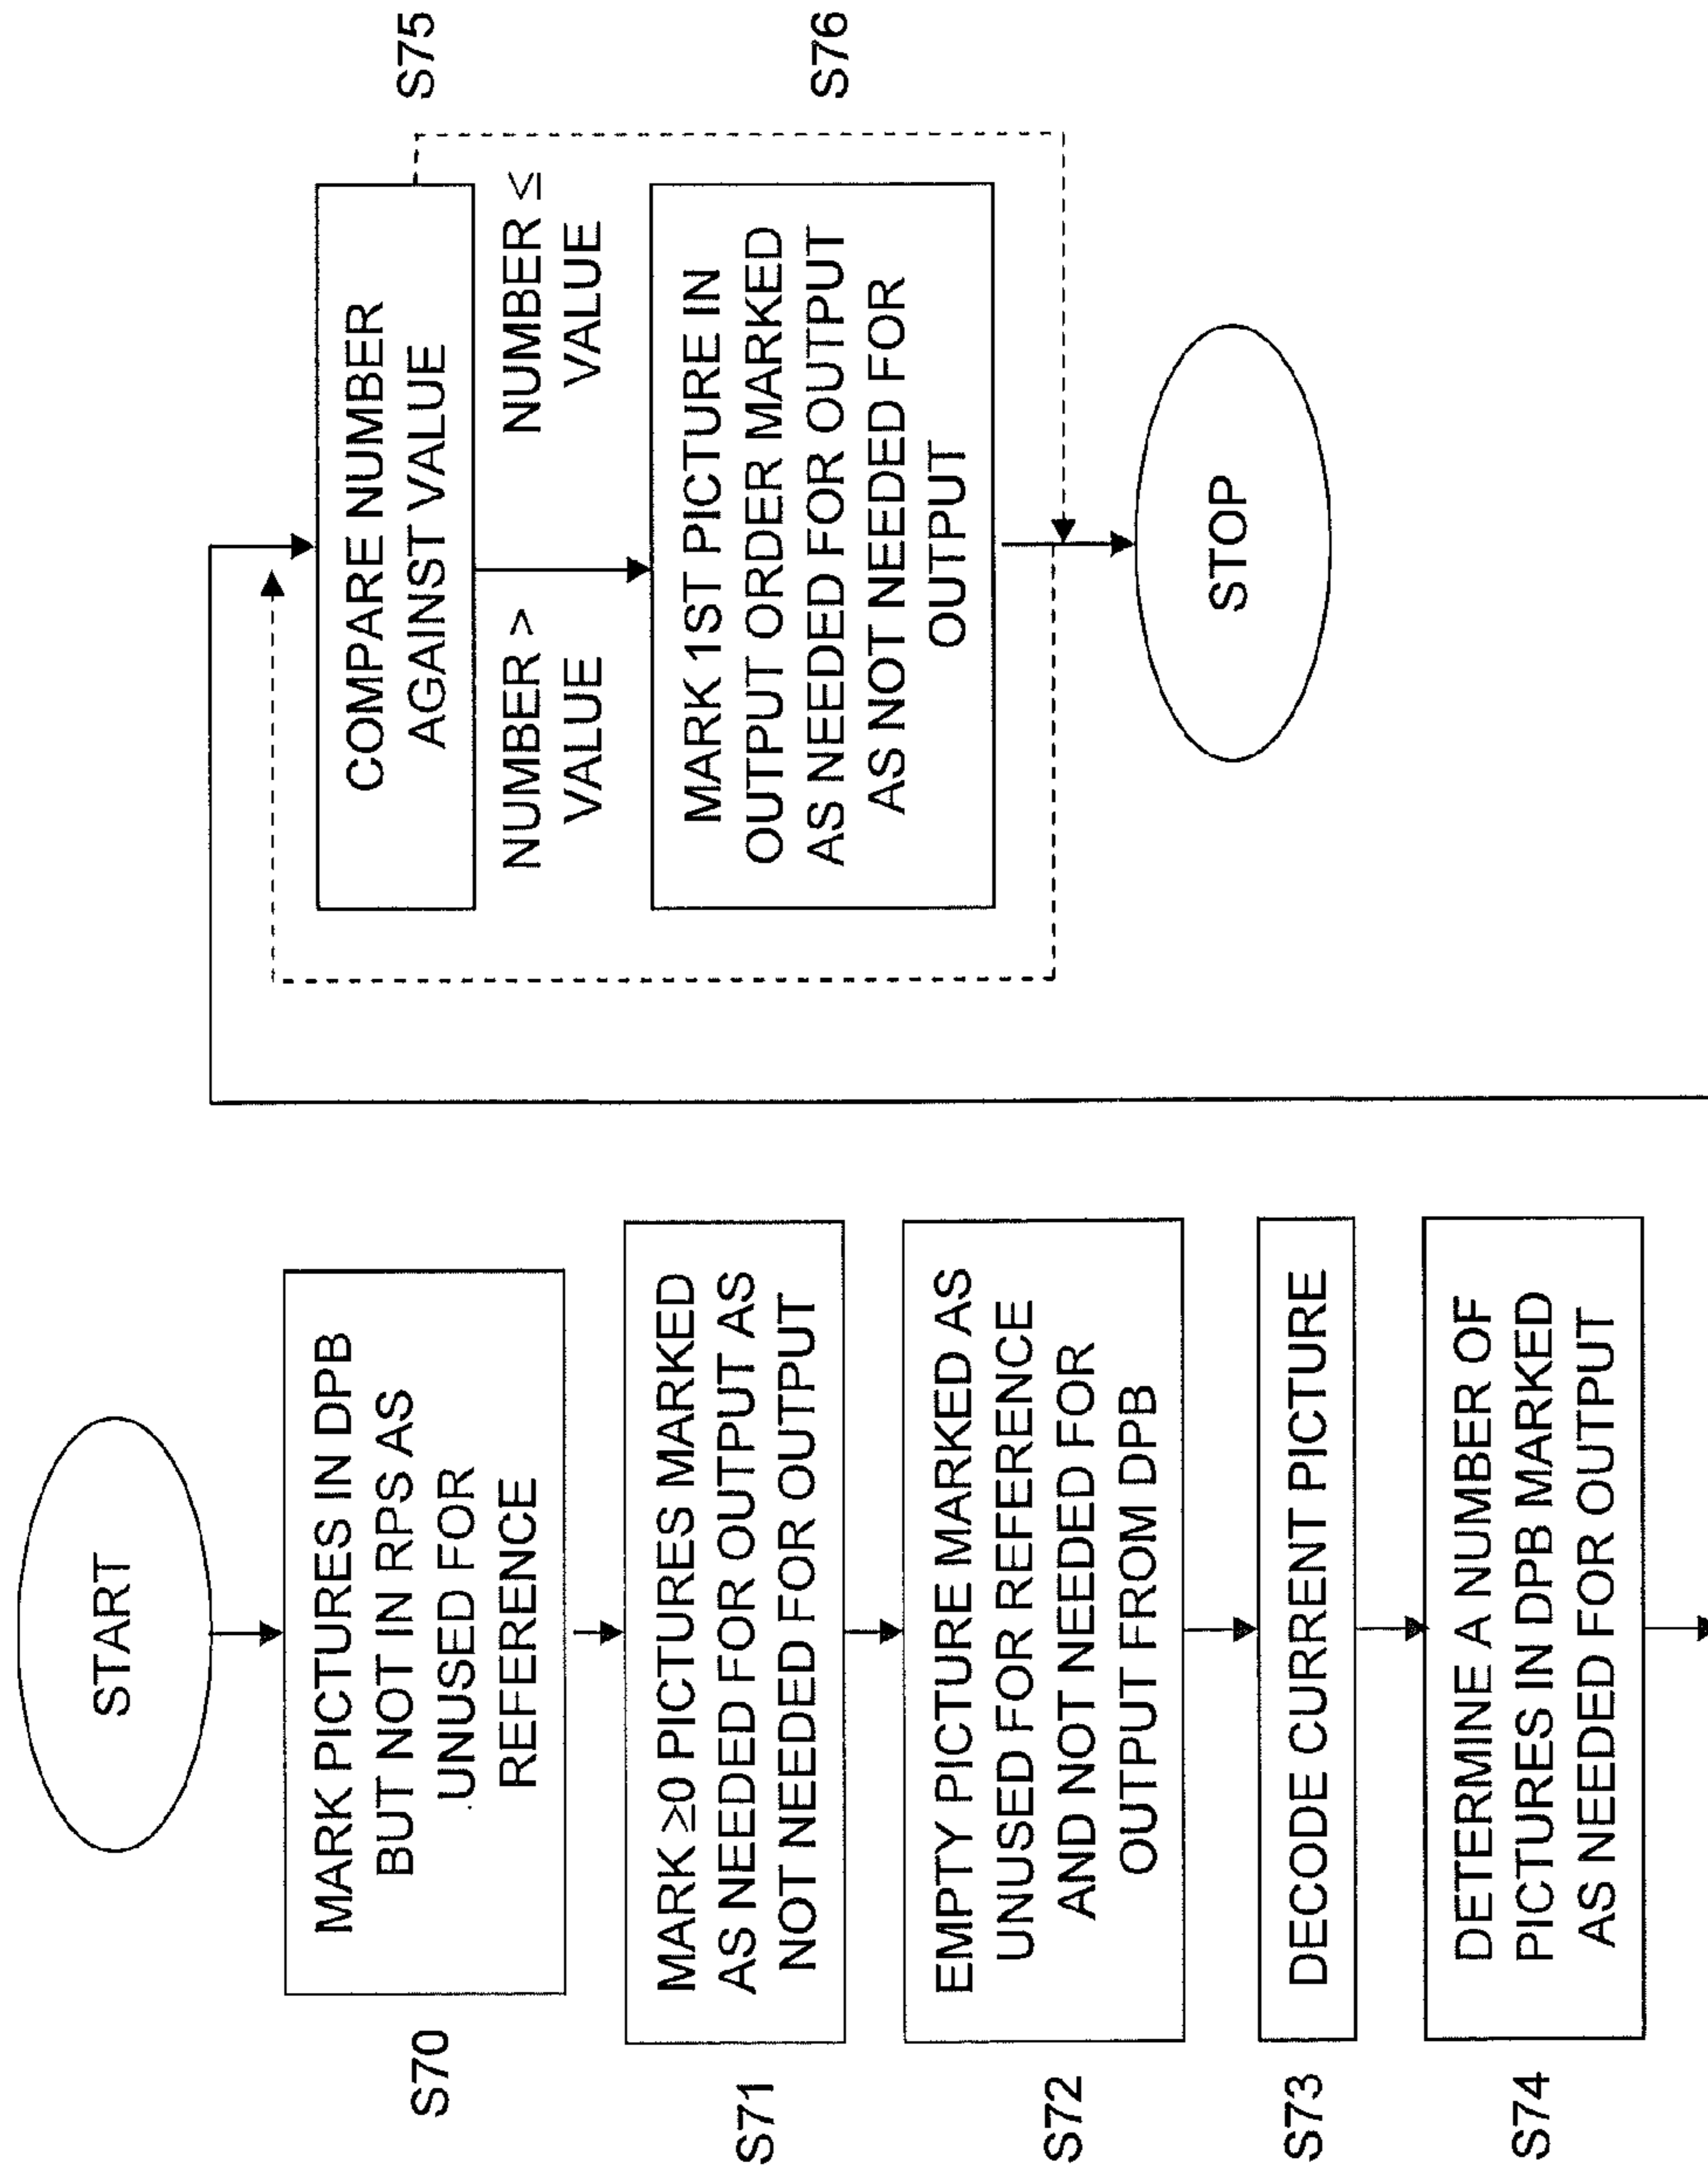 START
MARK PICTURES IN DPB
BUT NOT IN RPS AS
UNUSED FOR
REFERENCE
S70
MARK ≥0 PICTURES MARKED
AS NEEDED FOR OUTPUT AS
NOT NEEDED FOR OUTPUT
S71
EMPTY PICTURE MARKED AS
UNUSED FOR REFERENCE
AND NOT NEEDED FOR
OUTPUT FROM DPB
S72
DECODE CURRENT PICTURE
S73
DETERMINE A NUMBER OF
PICTURES IN DPB MARKED
AS NEEDED FOR OUTPUT
S74
COMPARE NUMBER
AGAINST VALUE
S75
NUMBER >
VALUE
NUMBER ≤
VALUE
MARK 1ST PICTURE IN
OUTPUT ORDER MARKED
AS NEEDED FOR OUTPUT
AS NOT NEEDED FOR
OUTPUT
S76
STOP